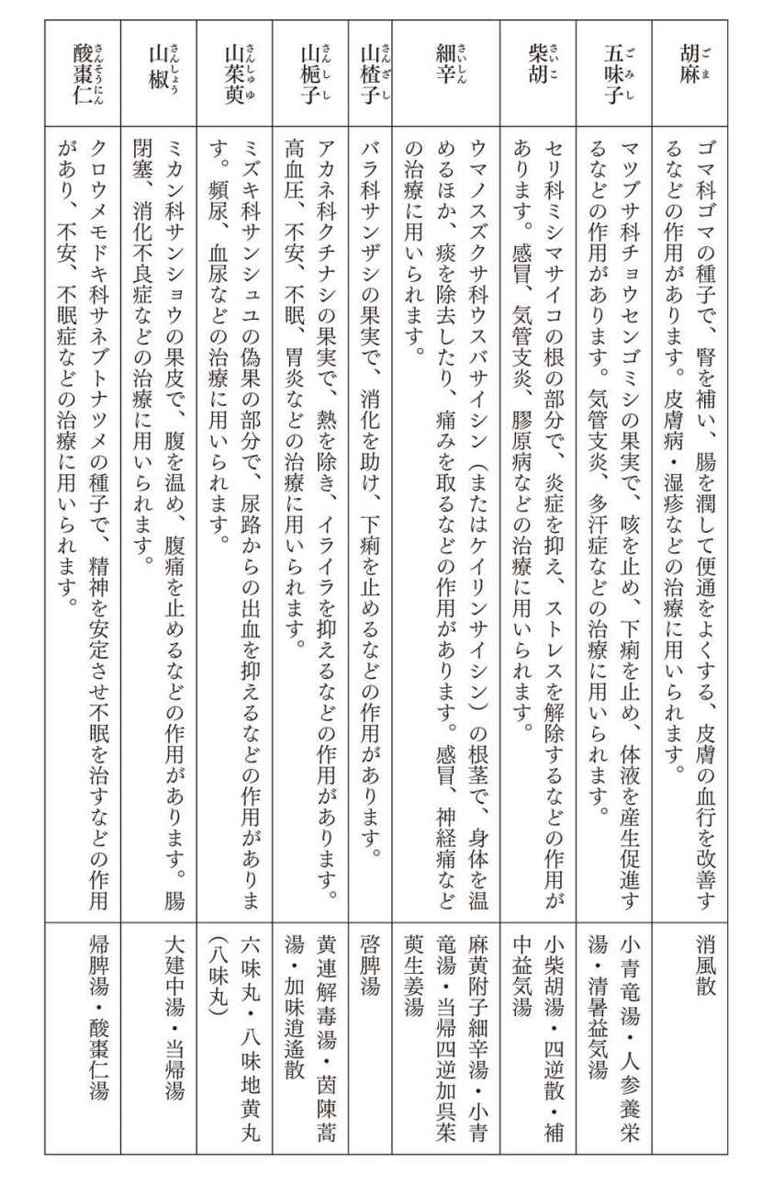 胡麻
ごま
ゴマ科ゴマの種子で、腎を補い、腸を潤して便通をよくする、皮膚の血行を改善す
るなどの作用があります。皮膚病・湿疹などの治療に用いられます。
消風散
五味子
ごみし
マツブサ科チョウセンゴミシの果実で、咳を止め、下痢を止め、体液を産生促進す
るなどの作用があります。気管支炎、多汗症などの治療に用いられます。
小青竜湯・人参養栄
湯・清暑益気湯
柴胡
さいこ
セリ科ミシマサイコの根の部分で、炎症を抑え、ストレスを解除するなどの作用が
あります。感冒、気管支炎、膠原病などの治療に用いられます。
小柴胡湯・四逆散・補
中益気湯
細辛
さいしん
ウマノスズクサ科ウスバサイシン（またはケイリンサイシン）の根茎で、身体を温
めるほか、痰を除去したり、痛みを取るなどの作用があります。感冒、神経痛など
の治療に用いられます。
麻黄附子細辛湯・小青
竜湯・当帰四逆加呉茱
萸生姜湯
山楂子
さんざし
バラ科サンザシの果実で、消化を助け、下痢を止めるなどの作用があります。
啓脾湯
山梔子
さんしし
アカネ科クチナシの果実で、熱を除き、イライラを抑えるなどの作用があります。
高血圧、不安、不眠、胃炎などの治療に用いられます。
黄連解毒湯・茵陳蒿
湯・加味逍遙散
山茱萸
さんしゅゆ
ミズキ科サンシュユの偽果の部分で、尿路からの出血を抑えるなどの作用がありま
す。頻尿、血尿などの治療に用いられます。
六味丸・八味地黄丸
（八味丸）
山椒
さんしょう
ミカン科サンショウの果皮で、腹を温め、腹痛を止めるなどの作用があります。腸
閉塞、消化不良症などの治療に用いられます。
大建中湯・当帰湯
酸棗仁
さんそうにん
クロウメモドキ科サネブトナツメの種子で、精神を安定させ不眠を治すなどの作用
があり、不安、不眠症などの治療に用いられます。
帰脾湯・酸棗仁湯